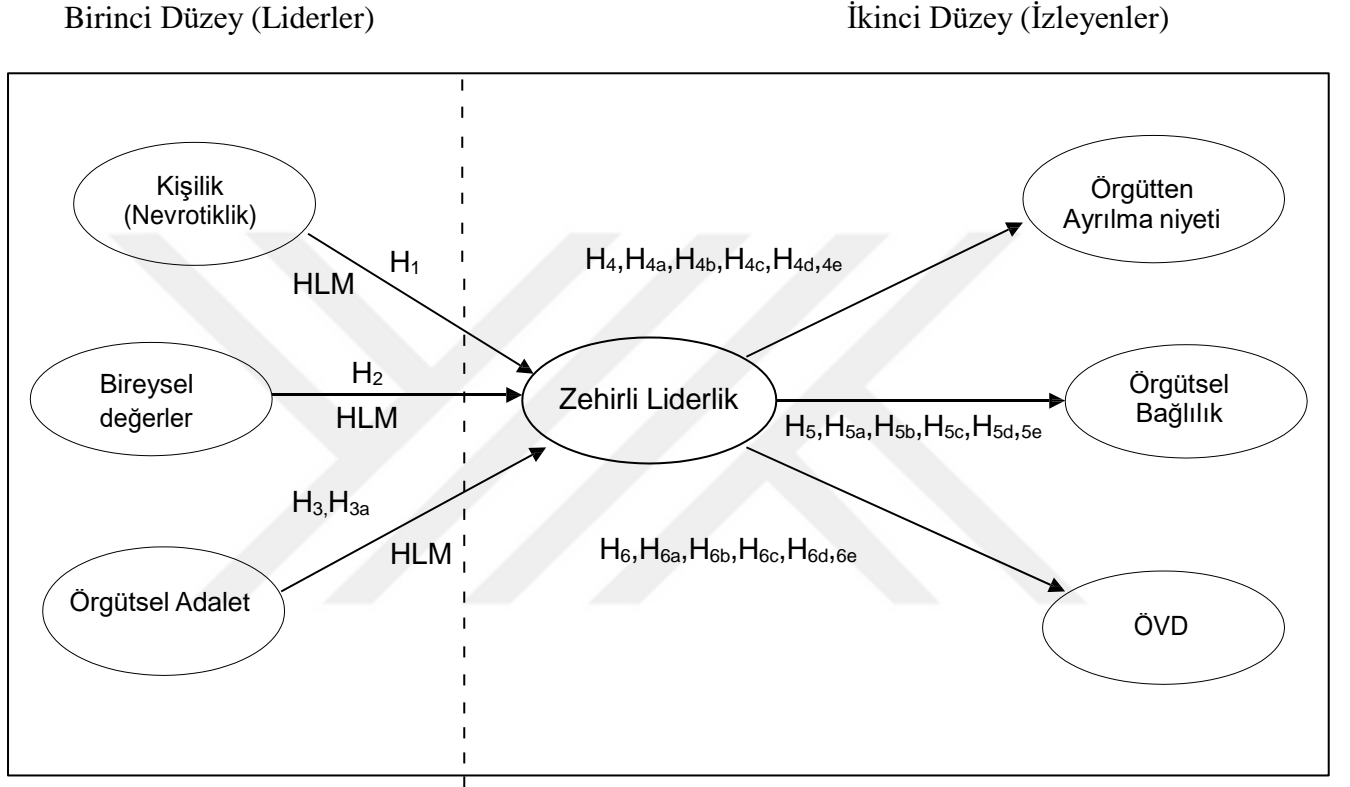 Birinci Düzey (Liderler)
İkinci Düzey (İzleyenler)
Kişilik
(Nevrotiklik)
H1
HLM
Bireysel
değerler
H2
HLM
Örgütsel Adalet
H3,H3a
HLM
Zehirli Liderlik
H4,H4a,H4b,H4c,H4d,4e
Örgütten
Ayrılma niyeti
H5,H5a,H5b,H5c,H5d,5e
Örgütsel
Bağlılık
H6,H6a,H6b,H6c,H6d,6e
ÖVD